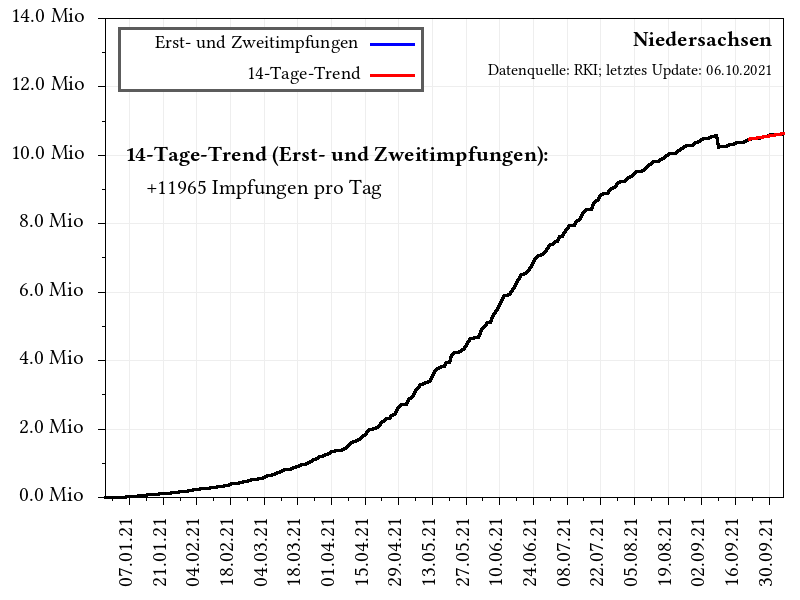 14.0 Mio
12.0 Mio
10.0 Mio
8.0 Mio
6.0 Mio
4.0 Mio
2.0 Mio
0.0 Mio
Erst- und Zweitimpfungen
14-Tage-Trend
Niedersachsen
Datenquelle: RKI; letztes Update: 06.10.2021
14-Tage-Trend (Erst- und Zweitimpfungen):
+11965 Impfungen pro Tag
07.01.21
21.01.21
04.02.21
18.02.21
04.03.21
18.03.21
01.04.21
15.04.21
29.04.21
13.05.21
27.05.21
10.06.21
24.06.21
08.07.21
22.07.21
05.08.21
19.08.21
02.09.21
16.09.21
30.09.21